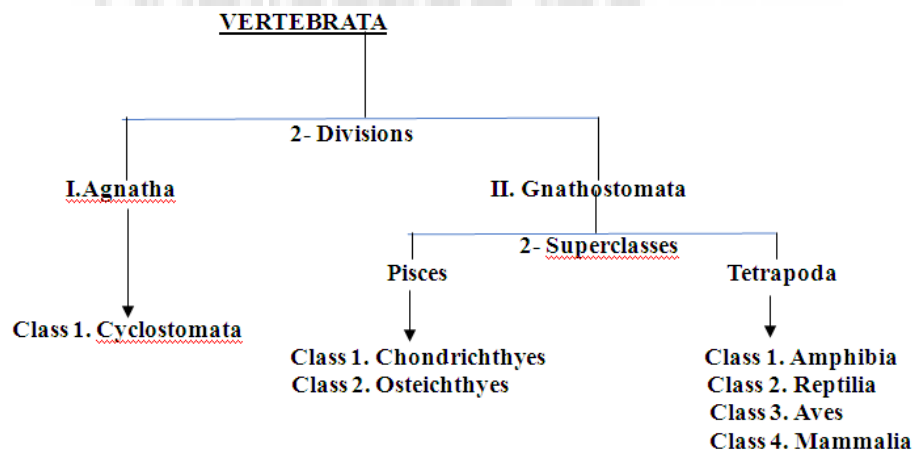 VERTEBRATA
2- Divisions
I.Agnatha
II. Gnathostomata
2- Superclasses
Pisces
Tetrapoda
Class 1. Cyclostomata
Class 1. Chondrichthyes
Class 2. Osteichthyes
Class 1. Amphibia
Class 2. Reptilia
Class 3. Aves
Class 4. Mammalia